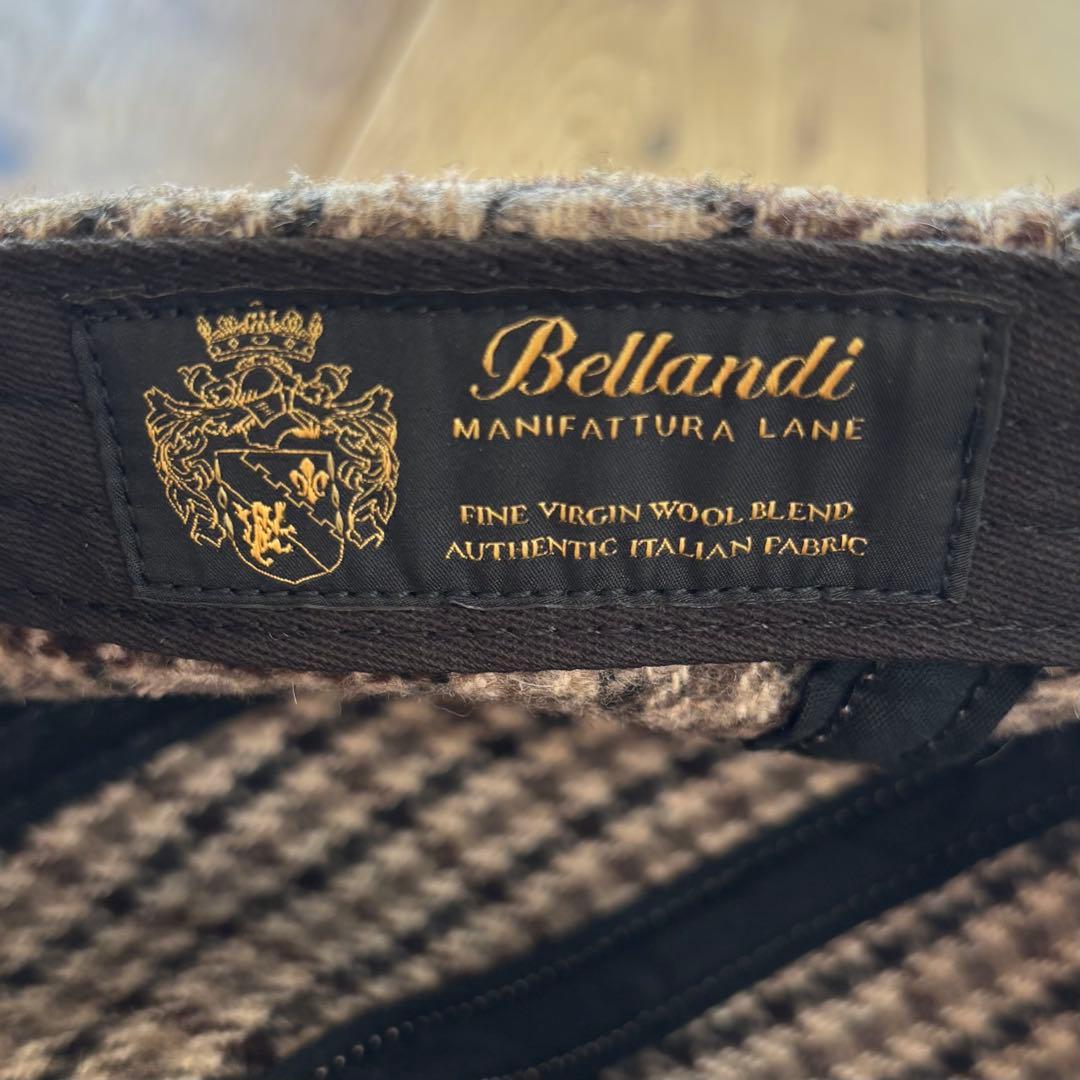 Bellandi
MANIFATTURA LANE
FINE VIRGIN WOOL BLEND
AUTHENTIC ITALIAN FABRIC